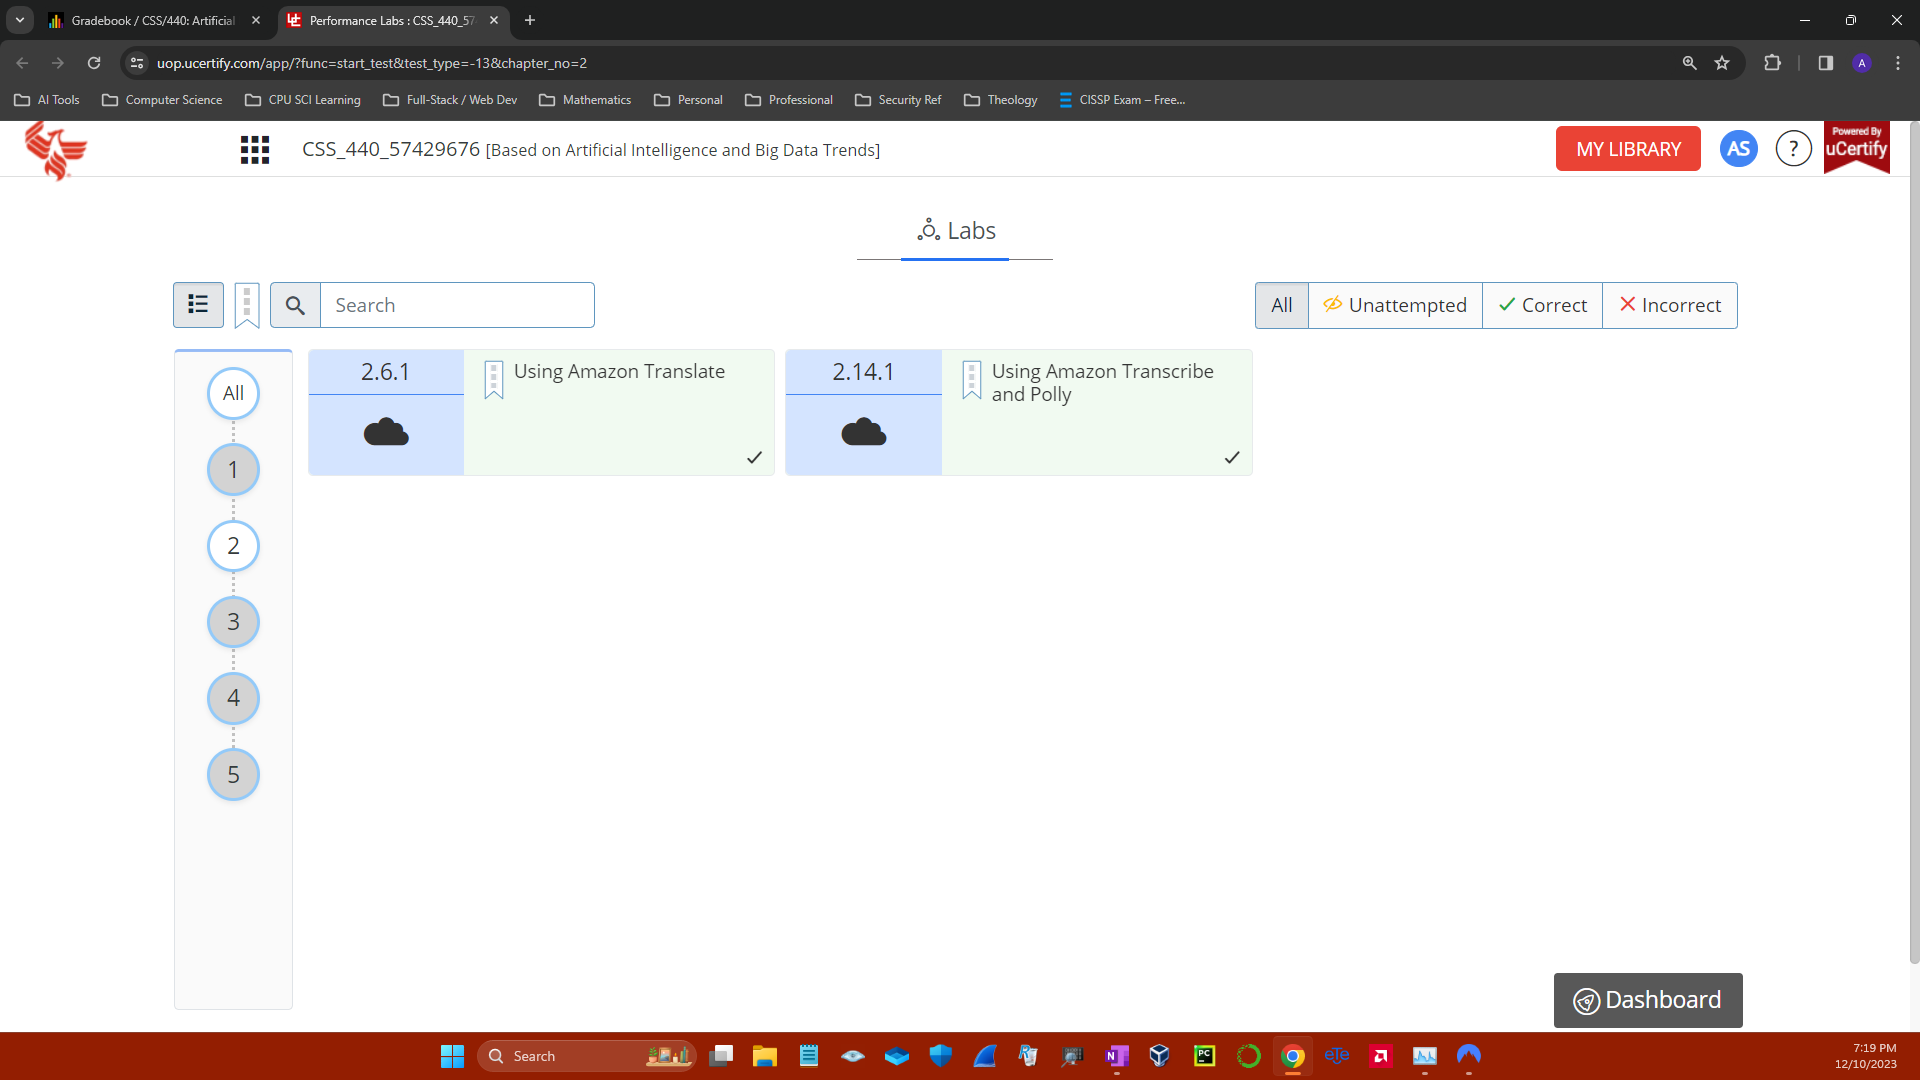 Gradebook / CSS/440: Artificial
Performance Labs : CSS_440_57
uop.ucertify.com/app/?func=start_test&test_type=-13&chapter_no=2
A
AI Tools
Computer Science
CPU SCI Learning
Full-Stack / Web Dev
Mathematics
Personal
Professional
Security Ref
Theology
CISSP Exam – Free...
CSS_440_57429676 [Based on Artificial Intelligence and Big Data Trends]
MY LIBRARY
AS
?
Powered By
uCertify
Labs
Search
All
Unattempted
Correct
Incorrect
All
1
2
3
4
5
2.6.1
Using Amazon Translate
2.14.1
Using Amazon Transcribe
and Polly
Dashboard
Search
N
PC
eTe
7:19 PM
12/10/2023